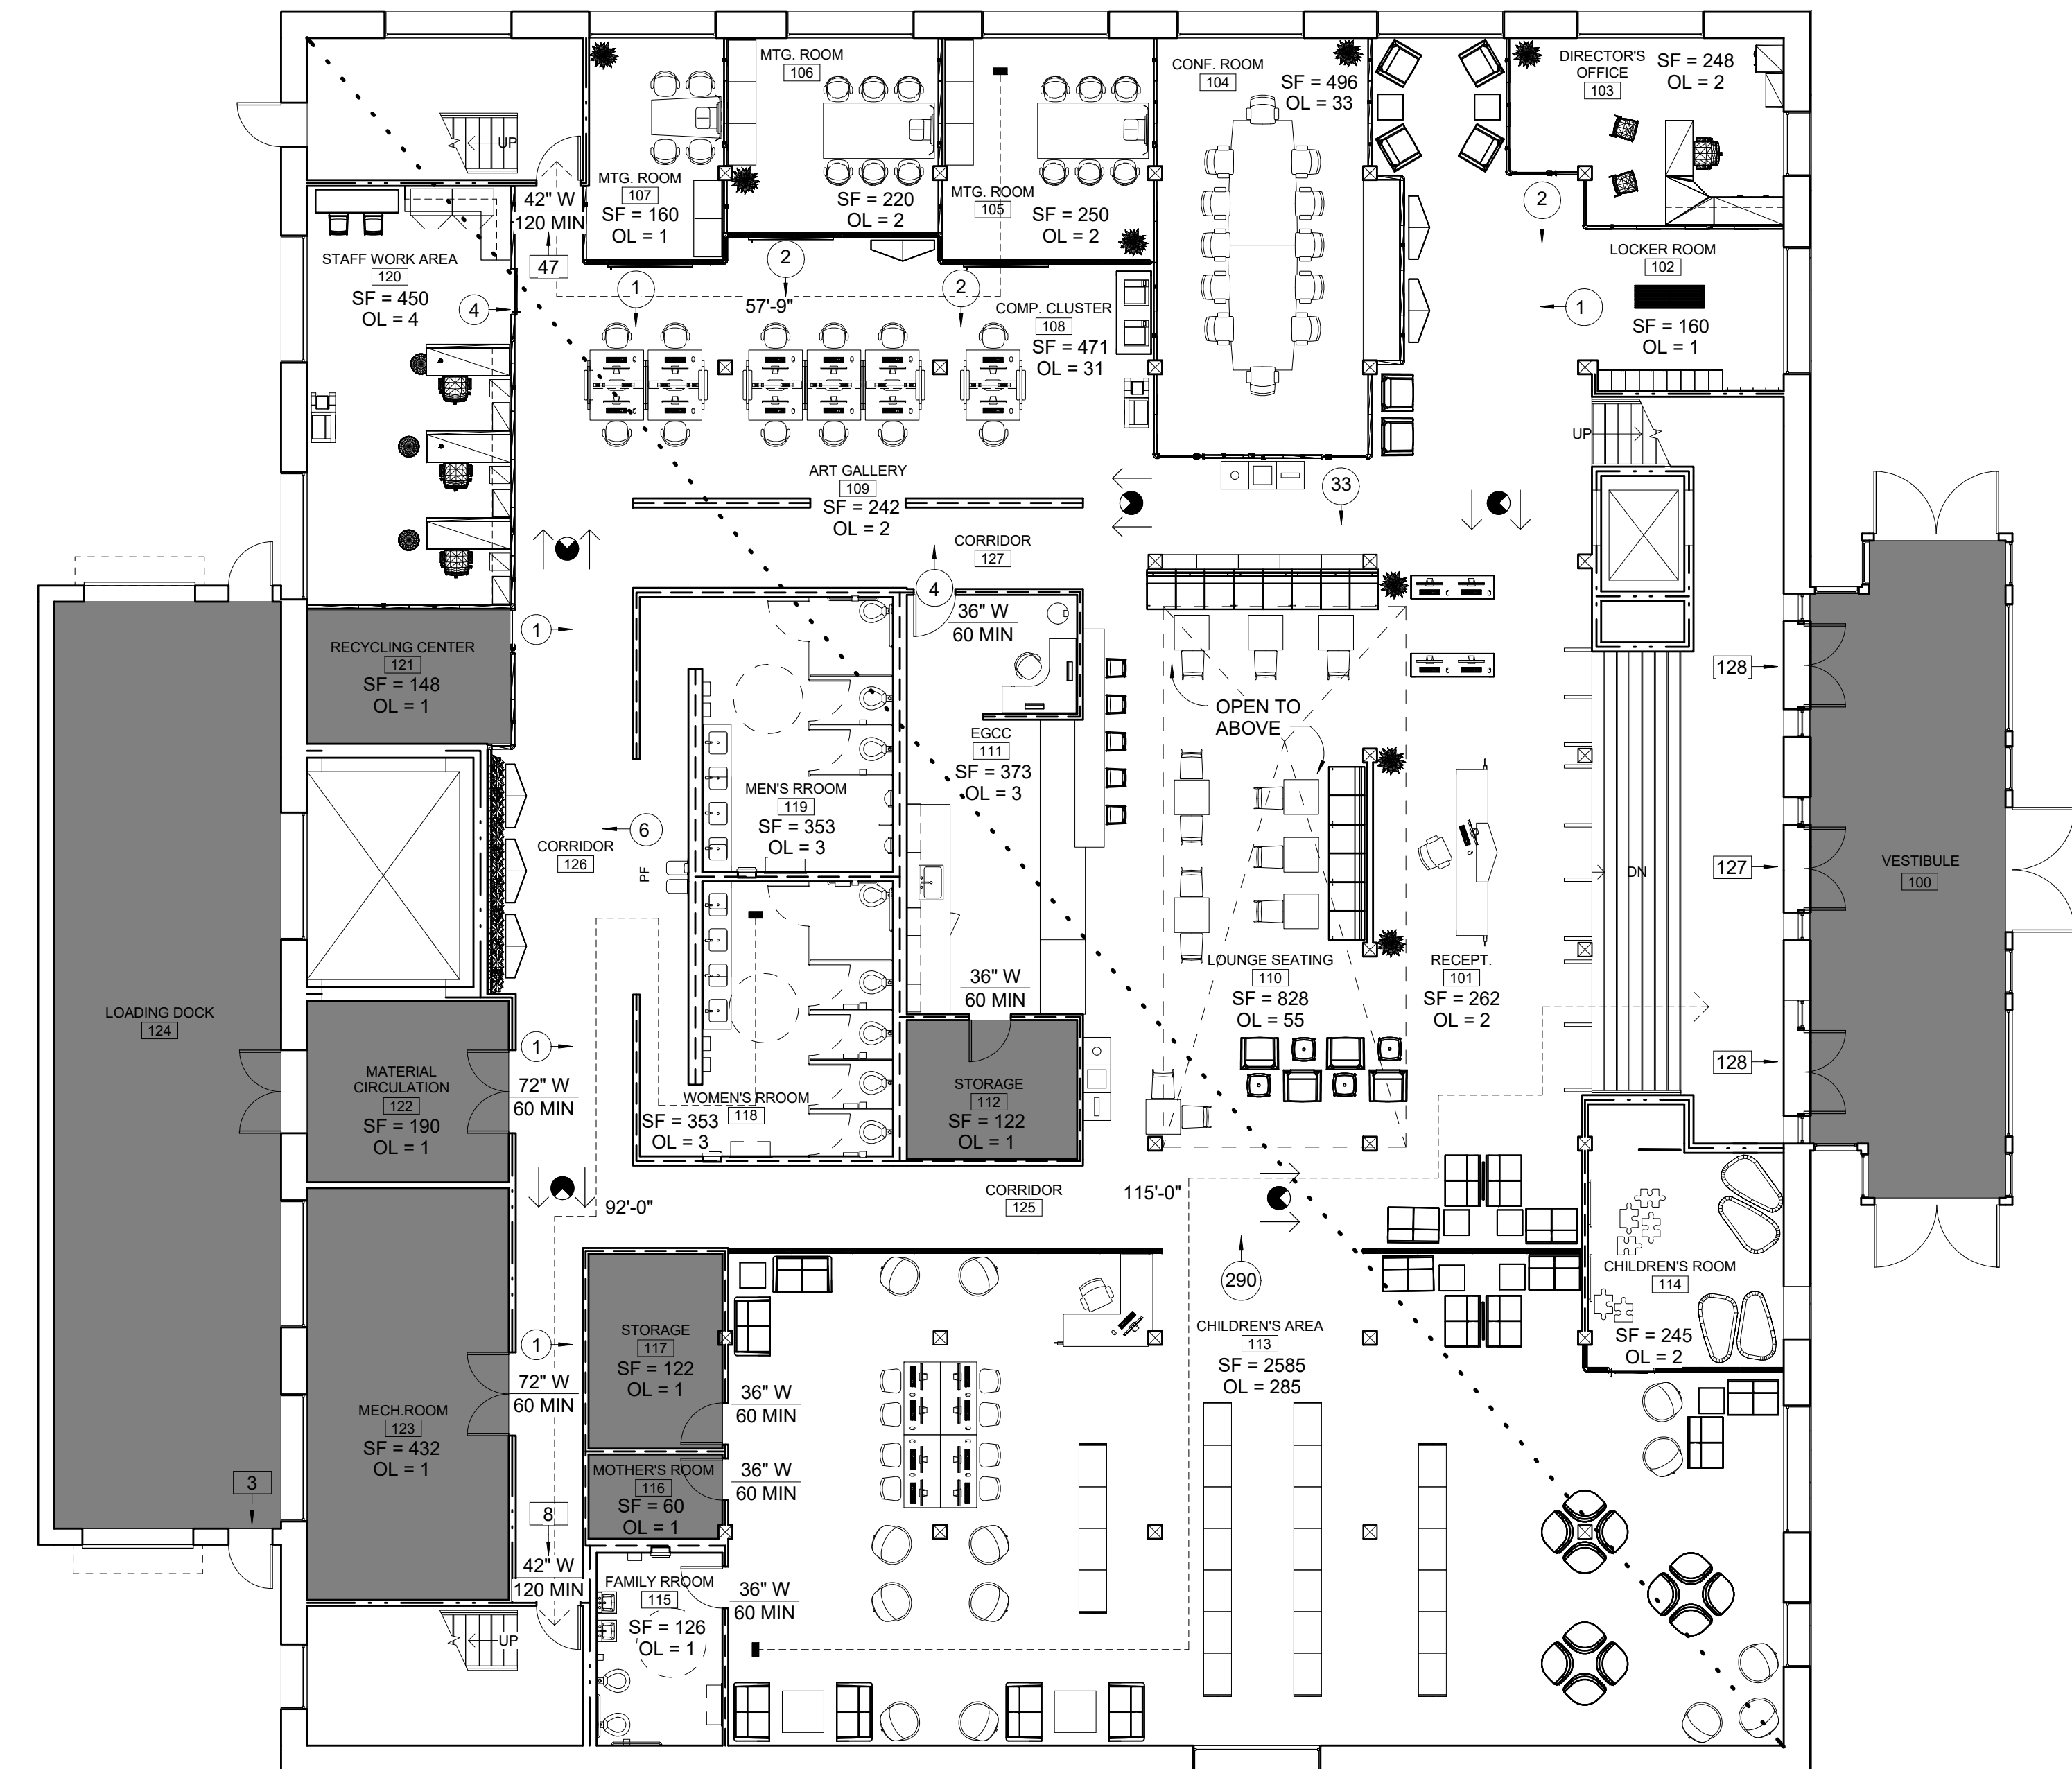 MTG. ROOM
106
SF = 220
OL = 2
CONF. ROOM
104
SF = 496
OL = 33
DIRECTOR'S
OFFICE
103
SF = 248
OL = 2
UP
MTG. ROOM
107
SF = 160
OL = 1
MTG. ROOM
105
SF = 250
OL = 2
42" W
120 MIN
47
2
2
STAFF WORK AREA
120
SF = 450
OL = 4
4
1
2
57'-9"
COMP. CLUSTER
108
SF = 471
OL = 31
LOCKER ROOM
102
SF = 160
OL = 1
1
UP
ART GALLERY
109
SF = 242
OL = 2
33
CORRIDOR
127
4
36" W
60 MIN
1
RECYCLING CENTER
121
SF = 148
OL = 1
128
OPEN TO
ABOVE
EGCC
111
SF = 373
OL = 3
MEN'S RROOM
119
SF = 353
OL = 3
6
CORRIDOR
126
PF
127
DN
VESTIBULE
100
LOUNGE SEATING
110
SF = 828
OL = 55
RECEPT.
101
SF = 262
OL = 2
36" W
60 MIN
LOADING DOCK
124
1
128
MATERIAL
CIRCULATION
122
SF = 190
OL = 1
72" W
60 MIN
WOMEN'S RROOM
118
SF = 353
OL = 3
STORAGE
112
SF = 122
OL = 1
92'-0"
CORRIDOR
125
115'-0"
290
CHILDREN'S ROOM
114
SF = 245
OL = 2
1
STORAGE
117
SF = 122
OL = 1
CHILDREN'S AREA
113
SF = 2585
OL = 285
72" W
60 MIN
36" W
60 MIN
MECH.ROOM
123
SF = 432
OL = 1
3
MOTHER'S ROOM
116
SF = 60
OL = 1
36" W
60 MIN
8
42" W
120 MIN
FAMILY RROOM
115
SF = 126
OL = 1
36" W
60 MIN
UP